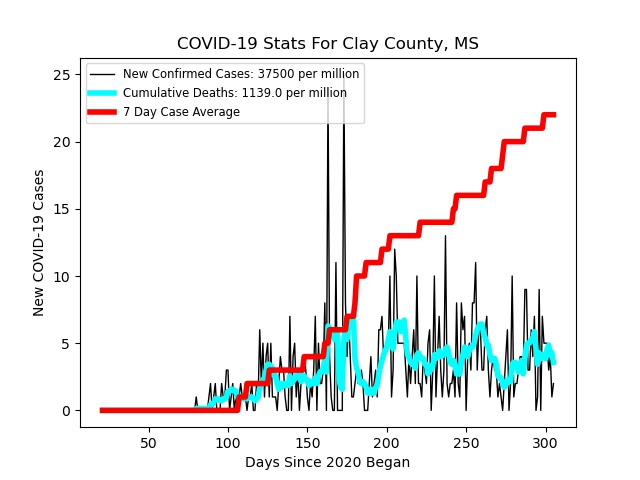 COVID-19 Stats For Clay County, MS
New Confirmed Cases: 37500 per million
Cumulative Deaths: 1139.0 per million
7 Day Case Average
New COVID-19 Cases
25
20
15
10
5
0
50 100 150 200 250 300
Days Since 2020 Began